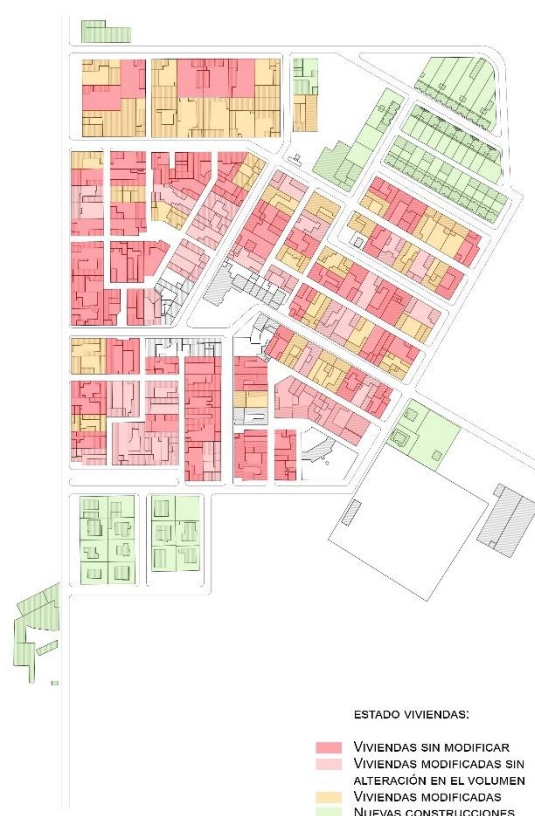 ESTADO VIVIENDAS:
VIVIENDAS SIN MODIFICAR
VIVIENDAS MODIFICADAS SIN
ALTERACIÓN EN EL VOLUMEN
VIVIENDAS MODIFICADAS
NUEVAS CONSTRUCCIONES